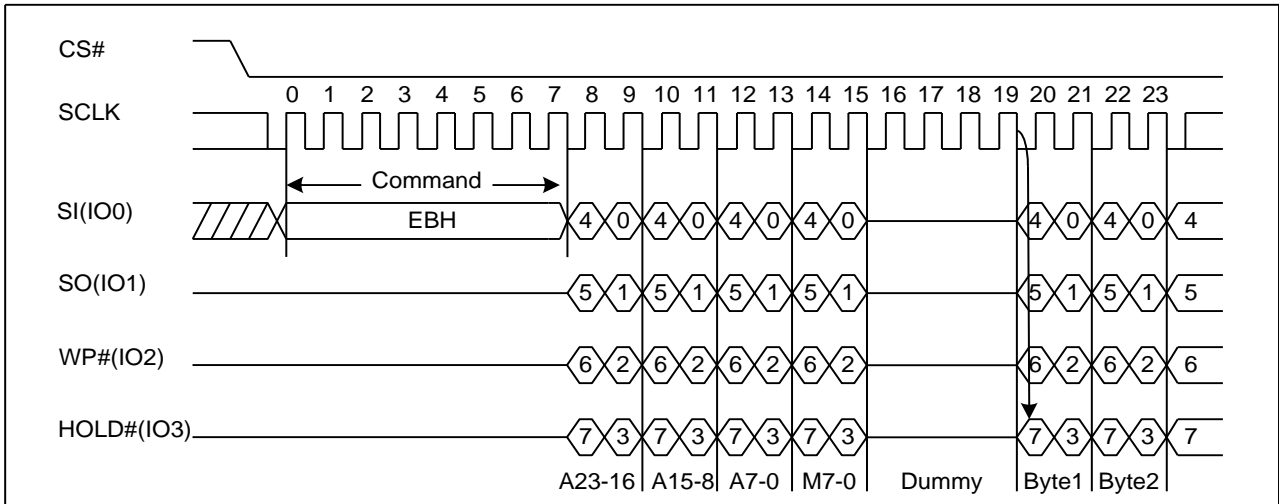 CS#
0 1 2 3 4 5 6 7 8 9 10 11 12 13 14 15 16 17 18 19 20 21 22 23
SCLK
Command
SI(IO0) EBH 4 0 4 0 4 0 4 0 4 0 4 0 4
SO(IO1) 5 1 5 1 5 1 5 1 5 1 5 1 5
WP#(IO2) 6 2 6 2 6 2 6 2 6 2 6 2 6
HOLD#(IO3) 7 3 7 3 7 3 7 3 7 3 7 3 7
A23-16 A15-8 A7-0 M7-0 Dummy Byte1 Byte2